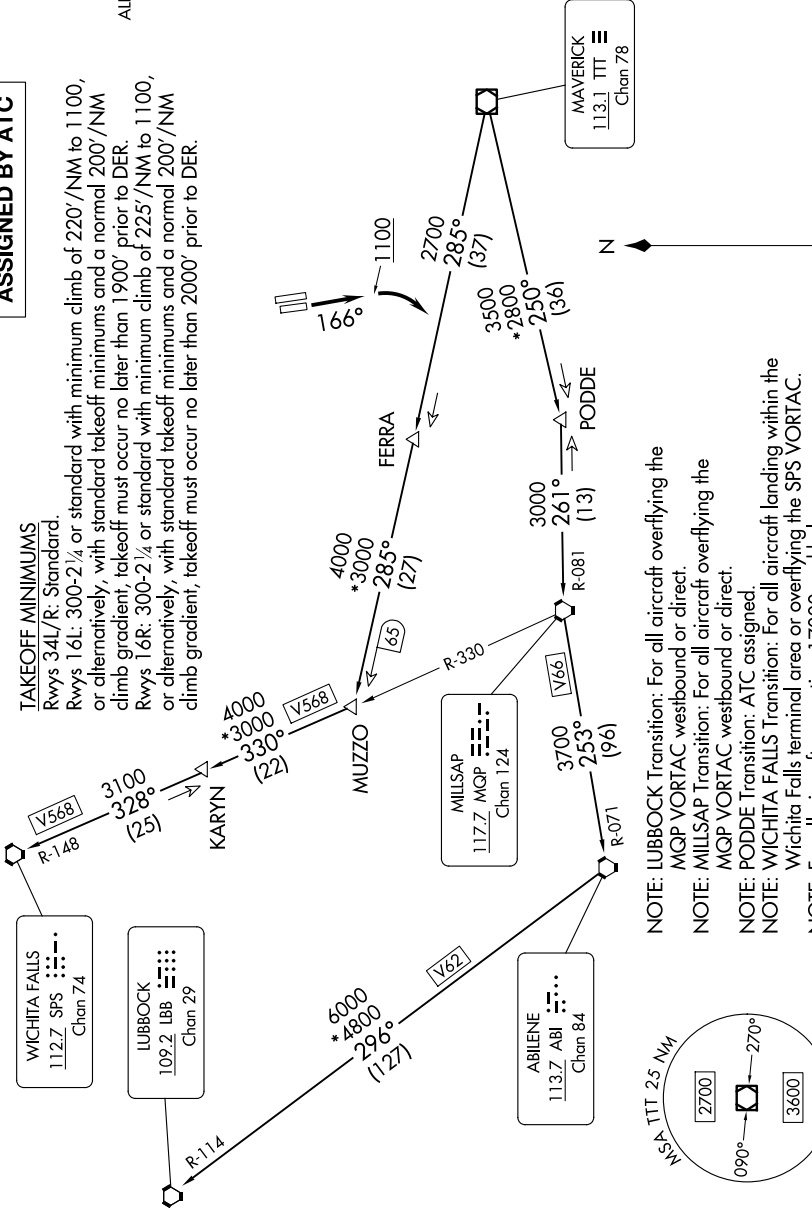 ASSIGNED BY ATC
TAKEOFF MINIMUMS
Rwys 34L/R: Standard.
Rwys 16L: 300-2¼ or standard with minimum climb of 220'/NM to 1100,
or alternatively, with standard takeoff minimums and a normal 200'/NM
climb gradient, takeoff must occur no later than 1900' prior to DER.
Rwys 16R: 300-2¼ or standard with minimum climb of 225'/NM to 1100,
or alternatively, with standard takeoff minimums and a normal 200'/NM
climb gradient, takeoff must occur no later than 2000' prior to DER.
WICHITA FALLS
112.7 SPS
Chan 74
LUBBOCK
109.2 LBB
Chan 29
R-148
V568
3100
328°
(25)
KARYN
4000
*3000
330°
(22)
V568
MUZZO
65
4000
*3000
285°
(27)
FERRA
166°
1100
2700
285°
(37)
MAVERICK
113.1 TTT
Chan 78
3500
*2800
250°
(36)
PODDE
3000
261°
(13)
R-081
R-330
MILLSAP
117.7 MQP
Chan 124
V66
3700
253°
(96)
R-071
ABILENE
113.7 ABI
Chan 84
V62
6000
*4800
296°
(127)
R-114
N
MSA TTT 25 NM
2700
090°
270°
3600
NOTE: LUBBOCK Transition: For all aircraft overflying the
MQP VORTAC westbound or direct.
NOTE: MILLSAP Transition: For all aircraft overflying the
MQP VORTAC westbound or direct.
NOTE: PODDE Transition: ATC assigned.
NOTE: WICHITA FALLS Transition: For all aircraft landing within the
Wichita Falls terminal area or overflying the SPS VORTAC.